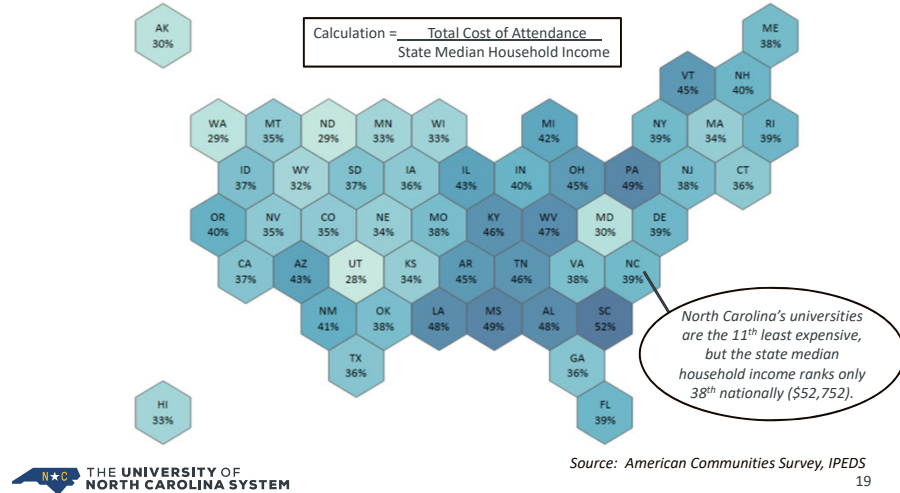 AK
30%
Calculation = Total Cost of Attendance
State Median Household Income
ME
38%
VT
45%
NH
40%
WA
29%
MT
35%
ND
29%
MN
33%
WI
33%
MI
42%
NY
39%
MA
34%
RI
39%
ID
37%
WY
32%
SD
37%
IA
36%
IL
43%
IN
40%
OH
45%
PA
49%
NJ
38%
CT
36%
OR
40%
NV
35%
CO
35%
NE
34%
MO
38%
KY
46%
WV
47%
MD
30%
DE
39%
CA
37%
AZ
43%
UT
28%
KS
34%
AR
45%
TN
46%
VA
38%
NC
39%
NM
41%
OK
38%
LA
48%
MS
49%
AL
48%
SC
52%
North Carolina's universities
are the 11th least expensive,
but the state median
household income ranks only
38th nationally ($52,752).
TX
36%
GA
36%
HI
33%
FL
39%
Source: American Communities Survey, IPEDS
19
N★C
THE UNIVERSITY OF
NORTH CAROLINA SYSTEM